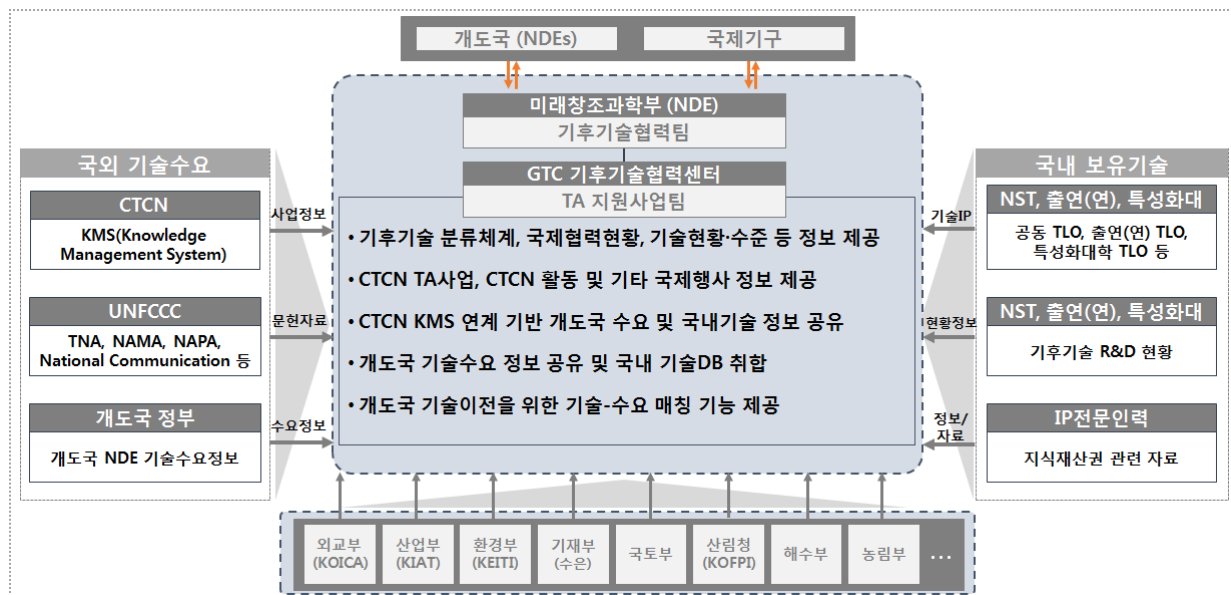 개도국 (NDEs)
국제기구
미래창조과학부 (NDE)
기후기술협력팀
GTC 기후기술협력센터
TA 지원사업팀
국외 기술수요
CTCN
KMS(Knowledge
Management System)
UNFCCC
TNA, NAMA, NAPA,
National Communication 등
개도국 정부
개도국 NDE 기술수요정보
사업정보
문헌자료
수요정보
• 기후기술 분류체계, 국제협력현황, 기술현황·수준 등 정보 제공
• CTCN TA사업, CTCN 활동 및 기타 국제행사 정보 제공
• CTCN KMS 연계 기반 개도국 수요 및 국내기술 정보 공유
• 개도국 기술수요 정보 공유 및 국내 기술DB 취합
• 개도국 기술이전을 위한 기술-수요 매칭 기능 제공
기술IP
현황정보
정보/
자료
국내 보유기술
NST, 출연(연), 특성화대
공동 TLO, 출연(연) TLO,
특성화대학 TLO 등
NST, 출연(연), 특성화대
기후기술 R&D 현황
IP전문인력
지식재산권 관련 자료
외교부
(KOICA)
산업부
(KIAT)
환경부
(KEITI)
기재부
(수은)
국토부
산림청
(KOFPI)
해수부
농림부
...